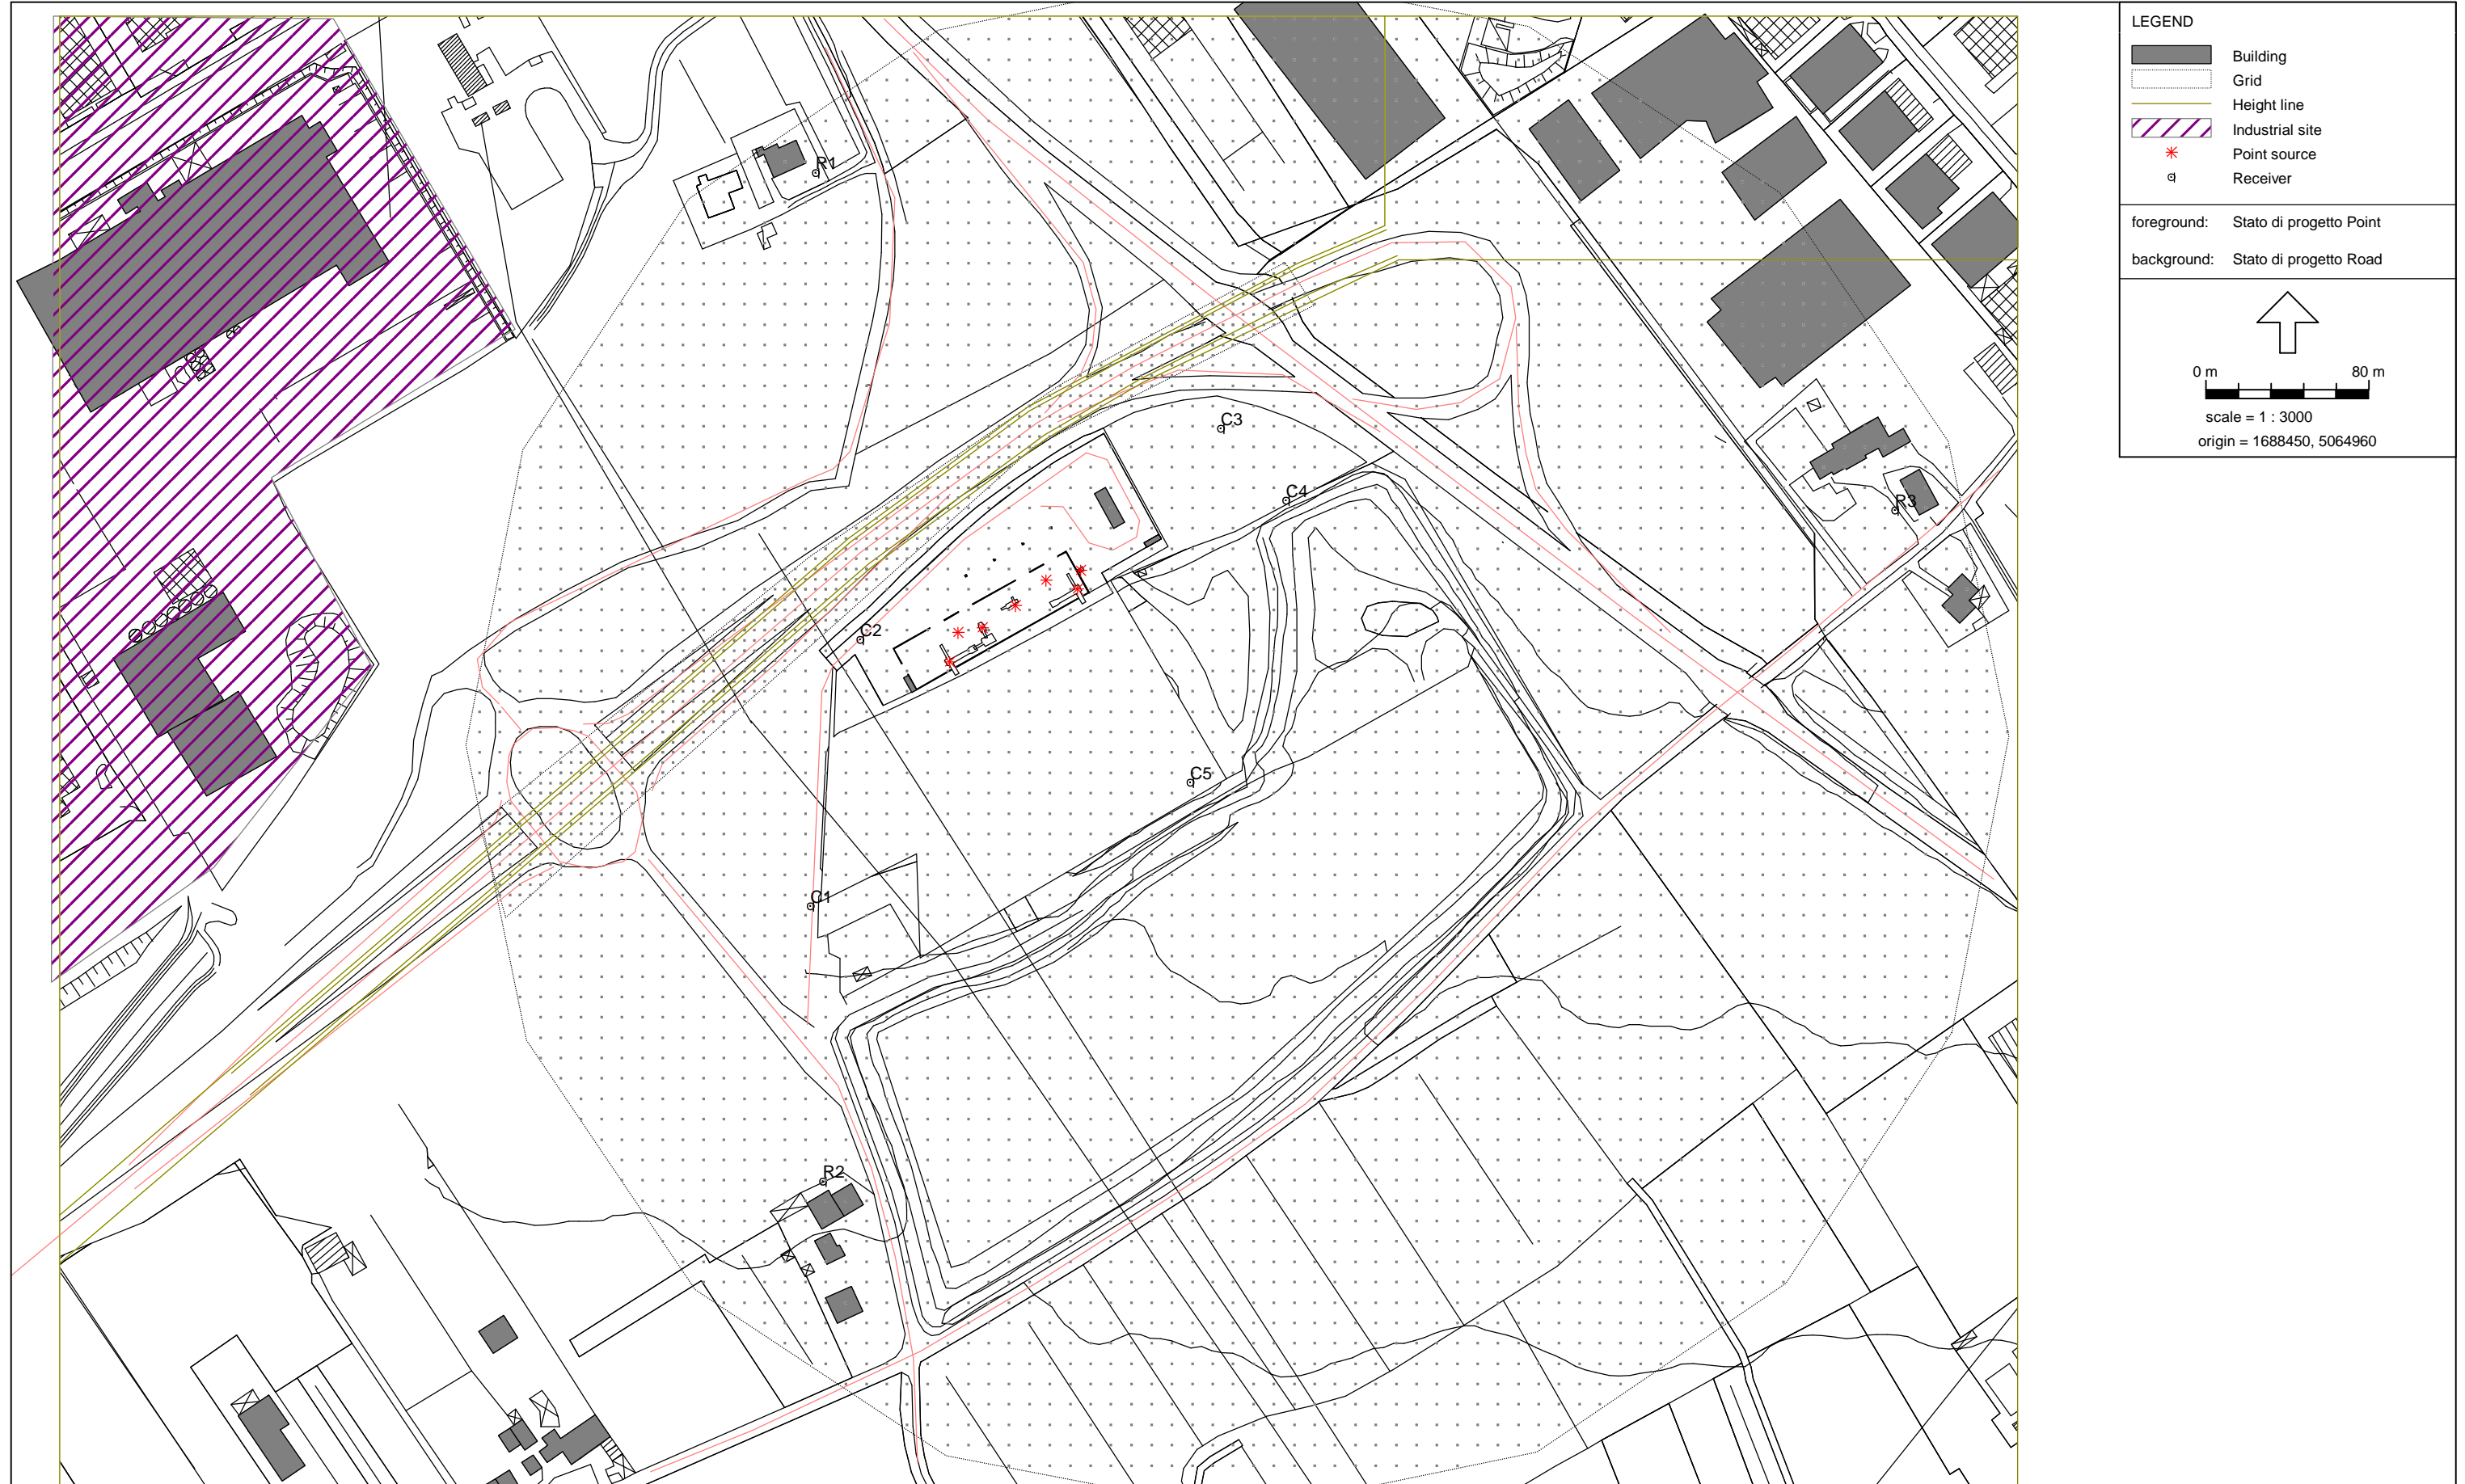 LEGEND
Building
Grid
Height line
Industrial site
Point source
Receiver
foreground: Stato di progetto Point
background: Stato di progetto Road
0 m 80 m
scale = 1 : 3000
origin = 1688450, 5064960
R1
C3
C4
R3
C2
C5
C1
R2